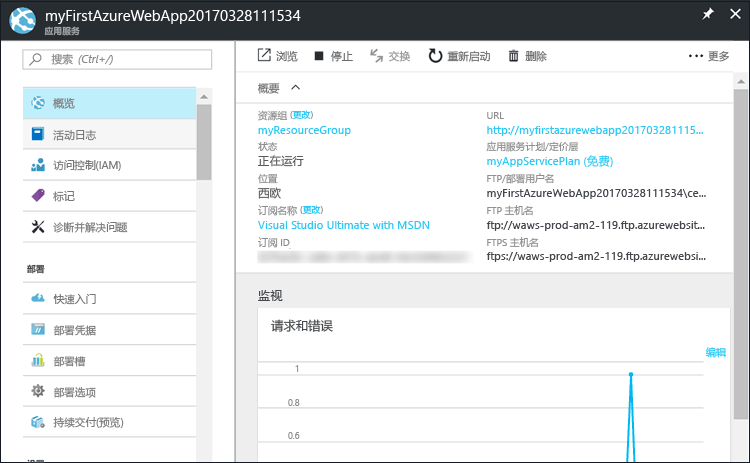 myFirstAzureWebApp20170328111534
应用服务
搜索 (Ctrl+/)
概览
活动日志
访问控制(IAM)
标记
诊断并解决问题
部署
快速入门
部署凭据
部署槽
部署选项
持续交付(预览)
浏览 停止 交换 重新启动 删除 更多
概要
资源组 (更改)
myResourceGroup
状态
正在运行
位置
西欧
订阅名称 (更改)
Visual Studio Ultimate with MSDN
订阅 ID
URL
http://myfirstazurewebapp201703281115...
应用服务计划/定价层
myAppServicePlan (免费)
FTP/部署用户名
myFirstAzureWebApp20170328111534\ce...
FTP 主机名
ftp://waws-prod-am2-119.ftp.azurewebsit...
FTPS 主机名
ftps://waws-prod-am2-119.ftp.azurewebsi...
监视
请求和错误
编辑
1
0.8
0.6